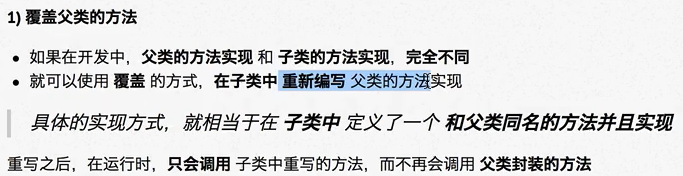 1) 覆盖父类的方法
• 如果在开发中，父类的方法实现 和 子类的方法实现，完全不同
• 就可以使用 覆盖 的方式，在子类中 重新编写 父类的方法实现
具体的实现方式，就相当于在 子类中 定义了一个 和父类同名的方法并且实现
重写之后，在运行时，只会调用 子类中重写的方法，而不再会调用 父类封装的方法